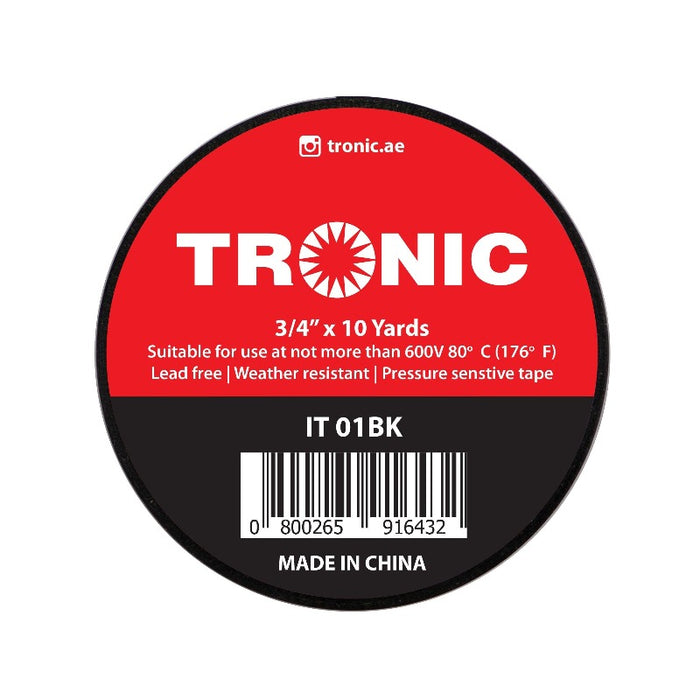 tronic.ae
TRONIC
3/4” x 10 Yards
Suitable for use at not more than 600V 80° C (176° F)
Lead free | Weather resistant | Pressure senstive tape
IT 01BK
0 800265 916432
MADE IN CHINA